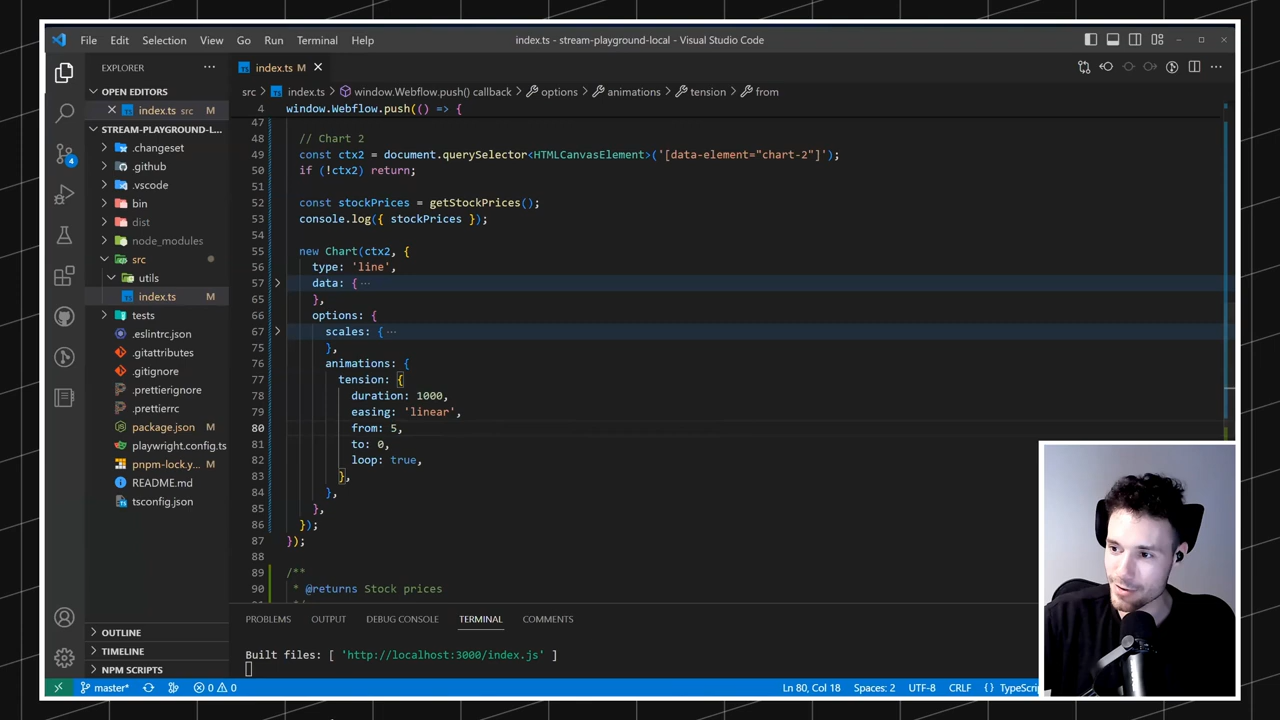 File Edit Selection View Go Run Terminal Help
index.ts - stream-playground-local - Visual Studio Code
EXPLORER
OPEN EDITORS
index.ts src M
STREAM-PLAYGROUND-L...
.changeset
.github
.vscode
bin
dist
node_modules
src
utils
index.ts M
tests
.eslintrc.json
.gitattributes
.gitignore
.prettierignore
.prettierrc
package.json M
playwright.config.ts
pnpm-lock.y... M
README.md
tsconfig.json
OUTLINE
TIMELINE
NPM SCRIPTS
4
index.ts M
src > index.ts > window.Webflow.push() callback > options > animations > tension > from
4 window.Webflow.push(() => {
47
48 // Chart 2
49 const ctx2 = document.querySelector<HTMLCanvasElement>('[data-element="chart-2"]');
50 if (!ctx2) return;
51
52 const stockPrices = getStockPrices();
53 console.log({ stockPrices });
54
55 new Chart(ctx2, {
56 type: 'line',
57 data: { ···
65 },
66 options: {
67 scales: { ···
75 },
76 animations: {
77 tension: {
78 duration: 1000,
79 easing: 'linear',
80 from: 5,
81 to: 0,
82 loop: true,
83 },
84 },
85 },
86 });
87 });
88
89 /**
90 * @returns Stock prices
PROBLEMS OUTPUT DEBUG CONSOLE TERMINAL COMMENTS
Built files: [ 'http://localhost:3000/index.js' ]
master* 0 0 Ln 80, Col 18 Spaces: 2 UTF-8 CRLF {} TypeScri